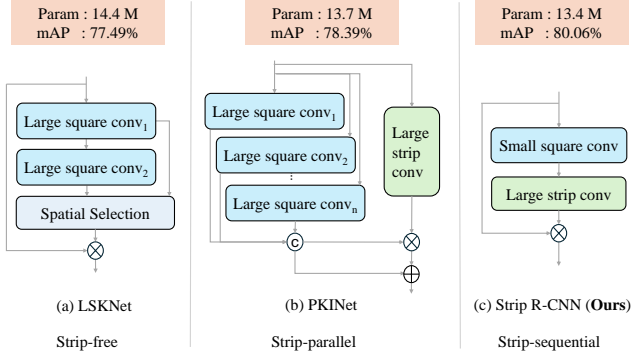 Param : 14.4 M
mAP : 77.49%
Large square conv1
Large square conv2
Spatial Selection
(a) LSKNet
Strip-free
Param : 13.7 M
mAP : 78.39%
Large square conv1
Large square conv2
⋮
Large square convn
Large
strip
conv
C
(b) PKINet
Strip-parallel
Param : 13.4 M
mAP : 80.06%
Small square conv
Large strip conv
(c) Strip R-CNN (Ours)
Strip-sequential